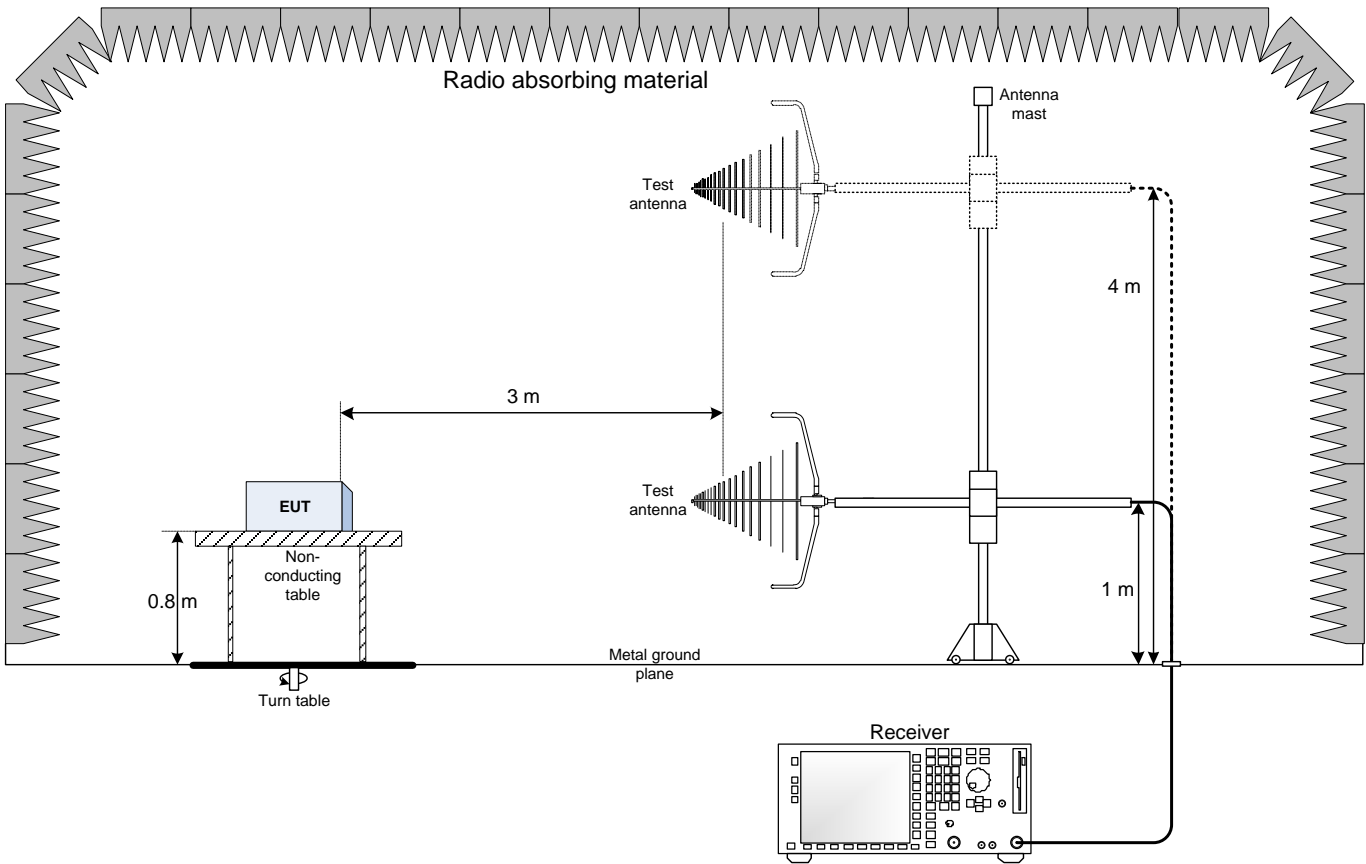 Radio absorbing material
Antenna
mast
Test
antenna
4 m
3 m
EUT
Test
antenna
Non-
conducting
table
0.8 m
1 m
Metal ground
plane
Turn table
Receiver